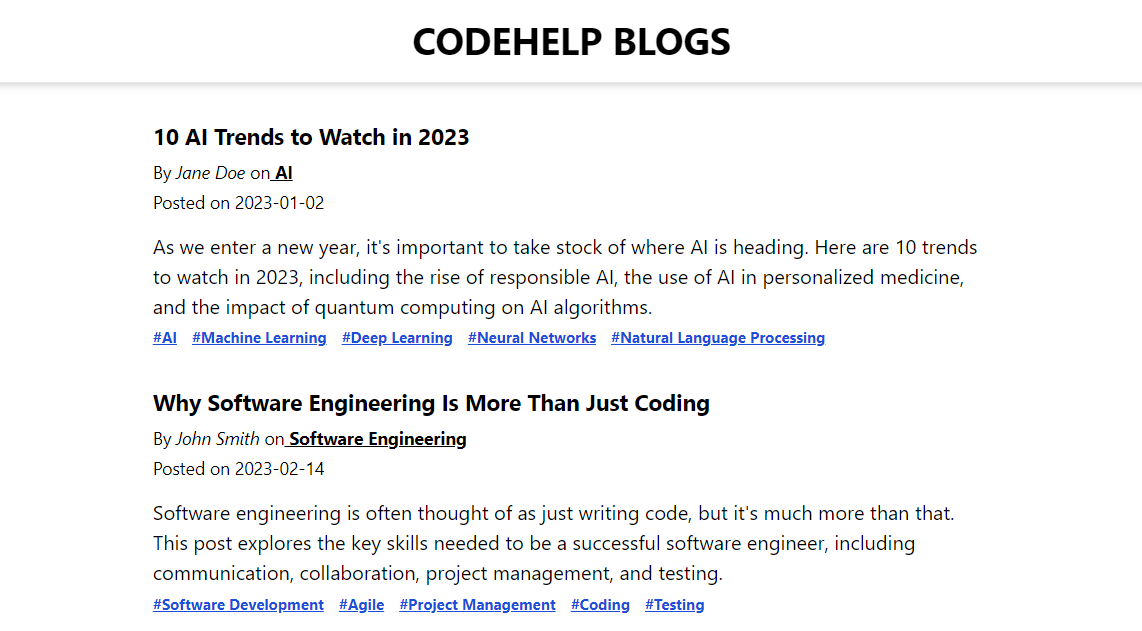 CODEHELP BLOGS
10 AI Trends to Watch in 2023
By Jane Doe on AI
Posted on 2023-01-02
As we enter a new year, it's important to take stock of where AI is heading. Here are 10 trends
to watch in 2023, including the rise of responsible AI, the use of AI in personalized medicine,
and the impact of quantum computing on AI algorithms.
#AI #Machine Learning #Deep Learning #Neural Networks #Natural Language Processing
Why Software Engineering Is More Than Just Coding
By John Smith on Software Engineering
Posted on 2023-02-14
Software engineering is often thought of as just writing code, but it's much more than that.
This post explores the key skills needed to be a successful software engineer, including
communication, collaboration, project management, and testing.
#Software Development #Agile #Project Management #Coding #Testing